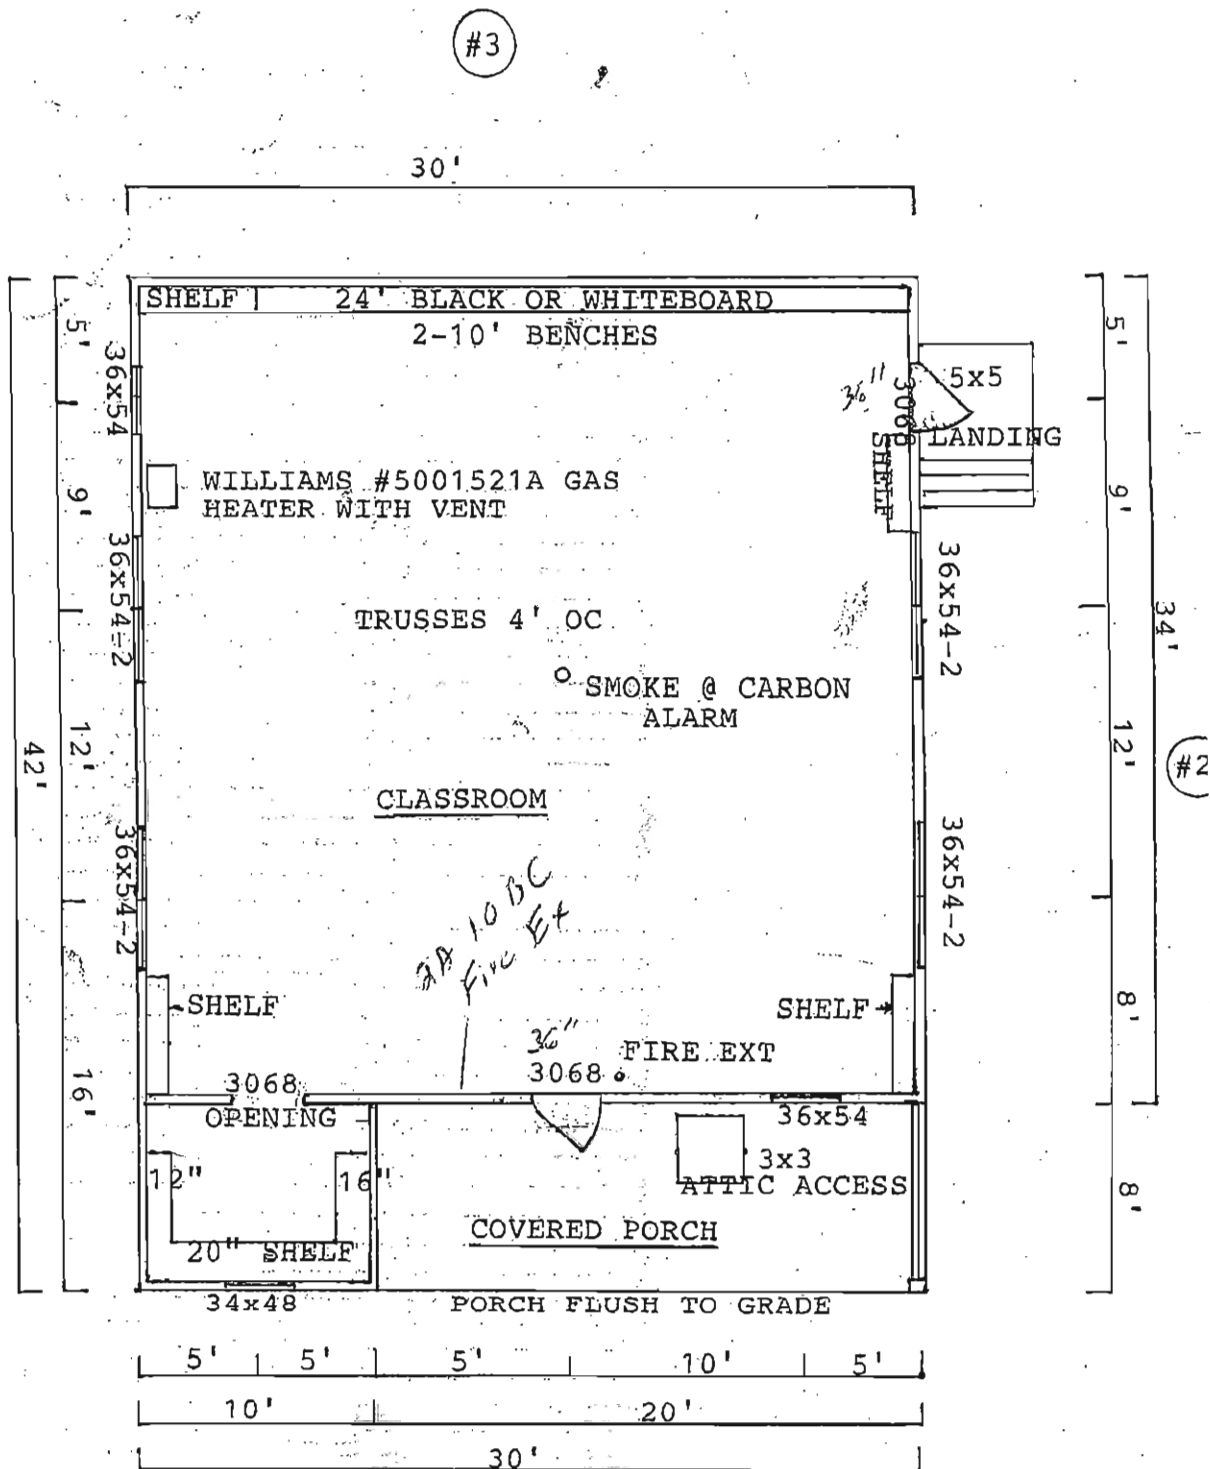 #3
30'
SHELF 24' BLACK OR WHITEBOARD
2-10' BENCHES
5'
36x54
5'
36"
3068
5x5
LANDING
SHELF
WILLIAMS #5001521A GAS
HEATER WITH VENT
9'
9'
36x54-2
36x54-2
TRUSSES 4' OC
34'
SMOKE @ CARBON
ALARM
42'
12'
12'
#2
CLASSROOM
36x54-2
36x54-2
2A 10 BC
Fire Ext
SHELF
SHELF
8'
36"
FIRE EXT
3068
3068
OPENING
16'
36x54
12"
16"
3x3
ATTIC ACCESS
8'
COVERED PORCH
20" SHELF
34x48
PORCH FLUSH TO GRADE
5' 5' 5' 10' 5'
10' 20'
30'